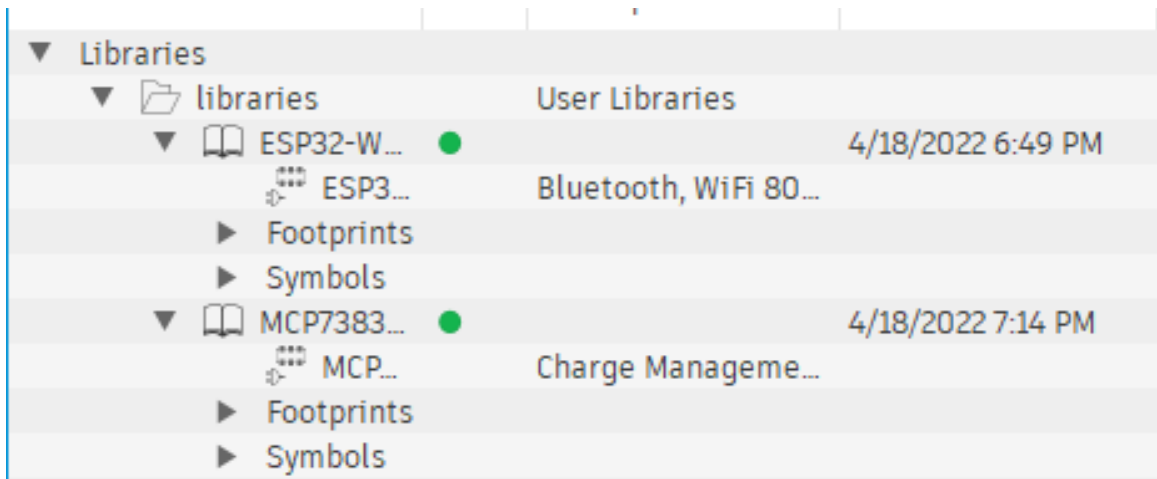 Libraries
libraries User Libraries
ESP32-W... 4/18/2022 6:49 PM
ESP3... Bluetooth, WiFi 80...
Footprints
Symbols
MCP7383... 4/18/2022 7:14 PM
MCP... Charge Manageme...
Footprints
Symbols